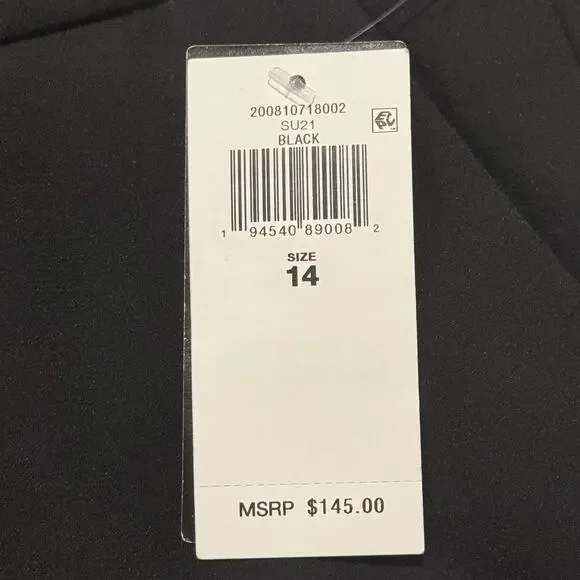 200810718002
SU21
BLACK
1 94540 89008 2
SIZE
14
MSRP $145.00